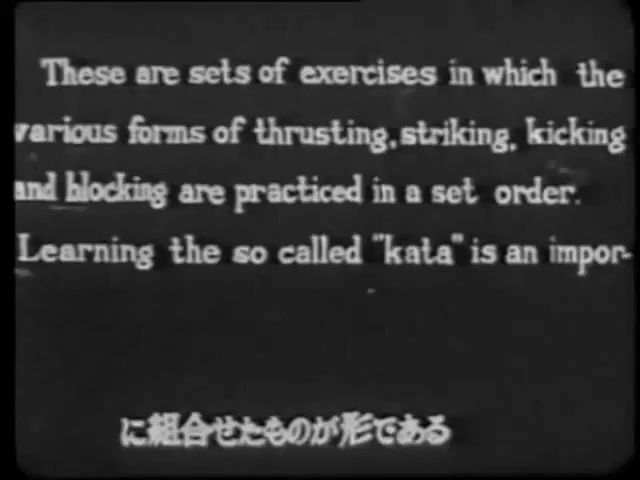 These are sets of exercises in which the
various forms of thrusting, striking, kicking
and blocking are practiced in a set order.
Learning the so called "kata" is an impor-
に組合せたものが形である